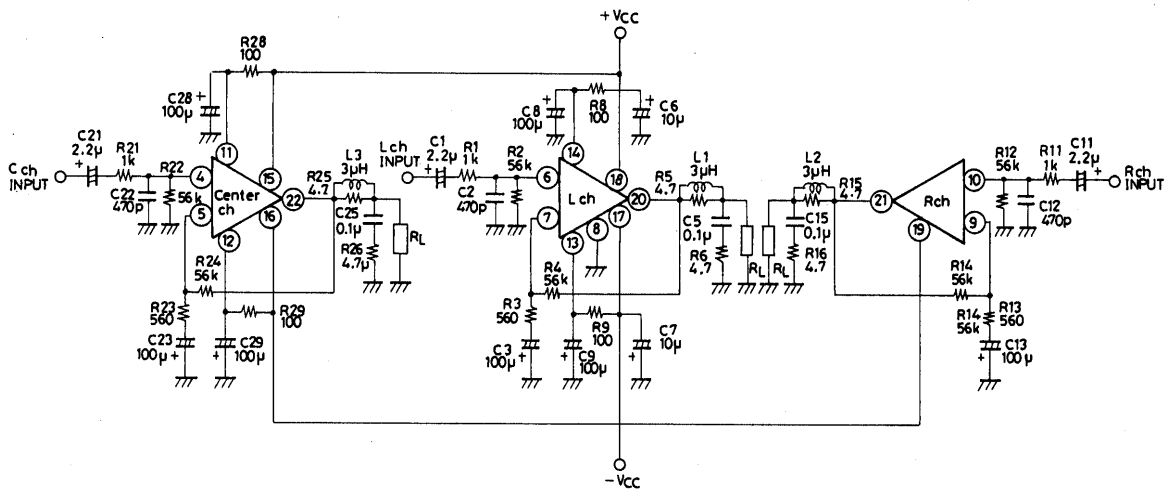 +VCC
R28
100
C28
100µ
+
C8
100µ
+
R8
100
C6
10µ
+
C21
2.2µ
+
R21
1k
R22
56k
C22
470p
C ch
INPUT
4
5
11
12
15
16
22
Center
ch
L3
3µH
R25
4.7
C25
0.1µ
R26
4.7µ
RL
R24
56k
R23
560
C23
100µ
+
C29
100µ
+
R29
100
L ch
INPUT
C1
2.2µ
+
R1
1k
R2
56k
C2
470p
6
7
14
13
8
18
17
20
L ch
R5
4.7
L1
3µH
C5
0.1µ
R6
4.7
RL
R4
56k
R3
560
C3
100µ
+
C9
100µ
+
R9
100
C7
10µ
+
L2
3µH
R15
4.7
C15
0.1µ
R16
4.7
RL
21
19
10
9
Rch
R12
56k
R11
1k
C11
2.2µ
+
C12
470p
Rch
INPUT
R14
56k
R14
56k
R13
560
C13
100µ
+
-VCC